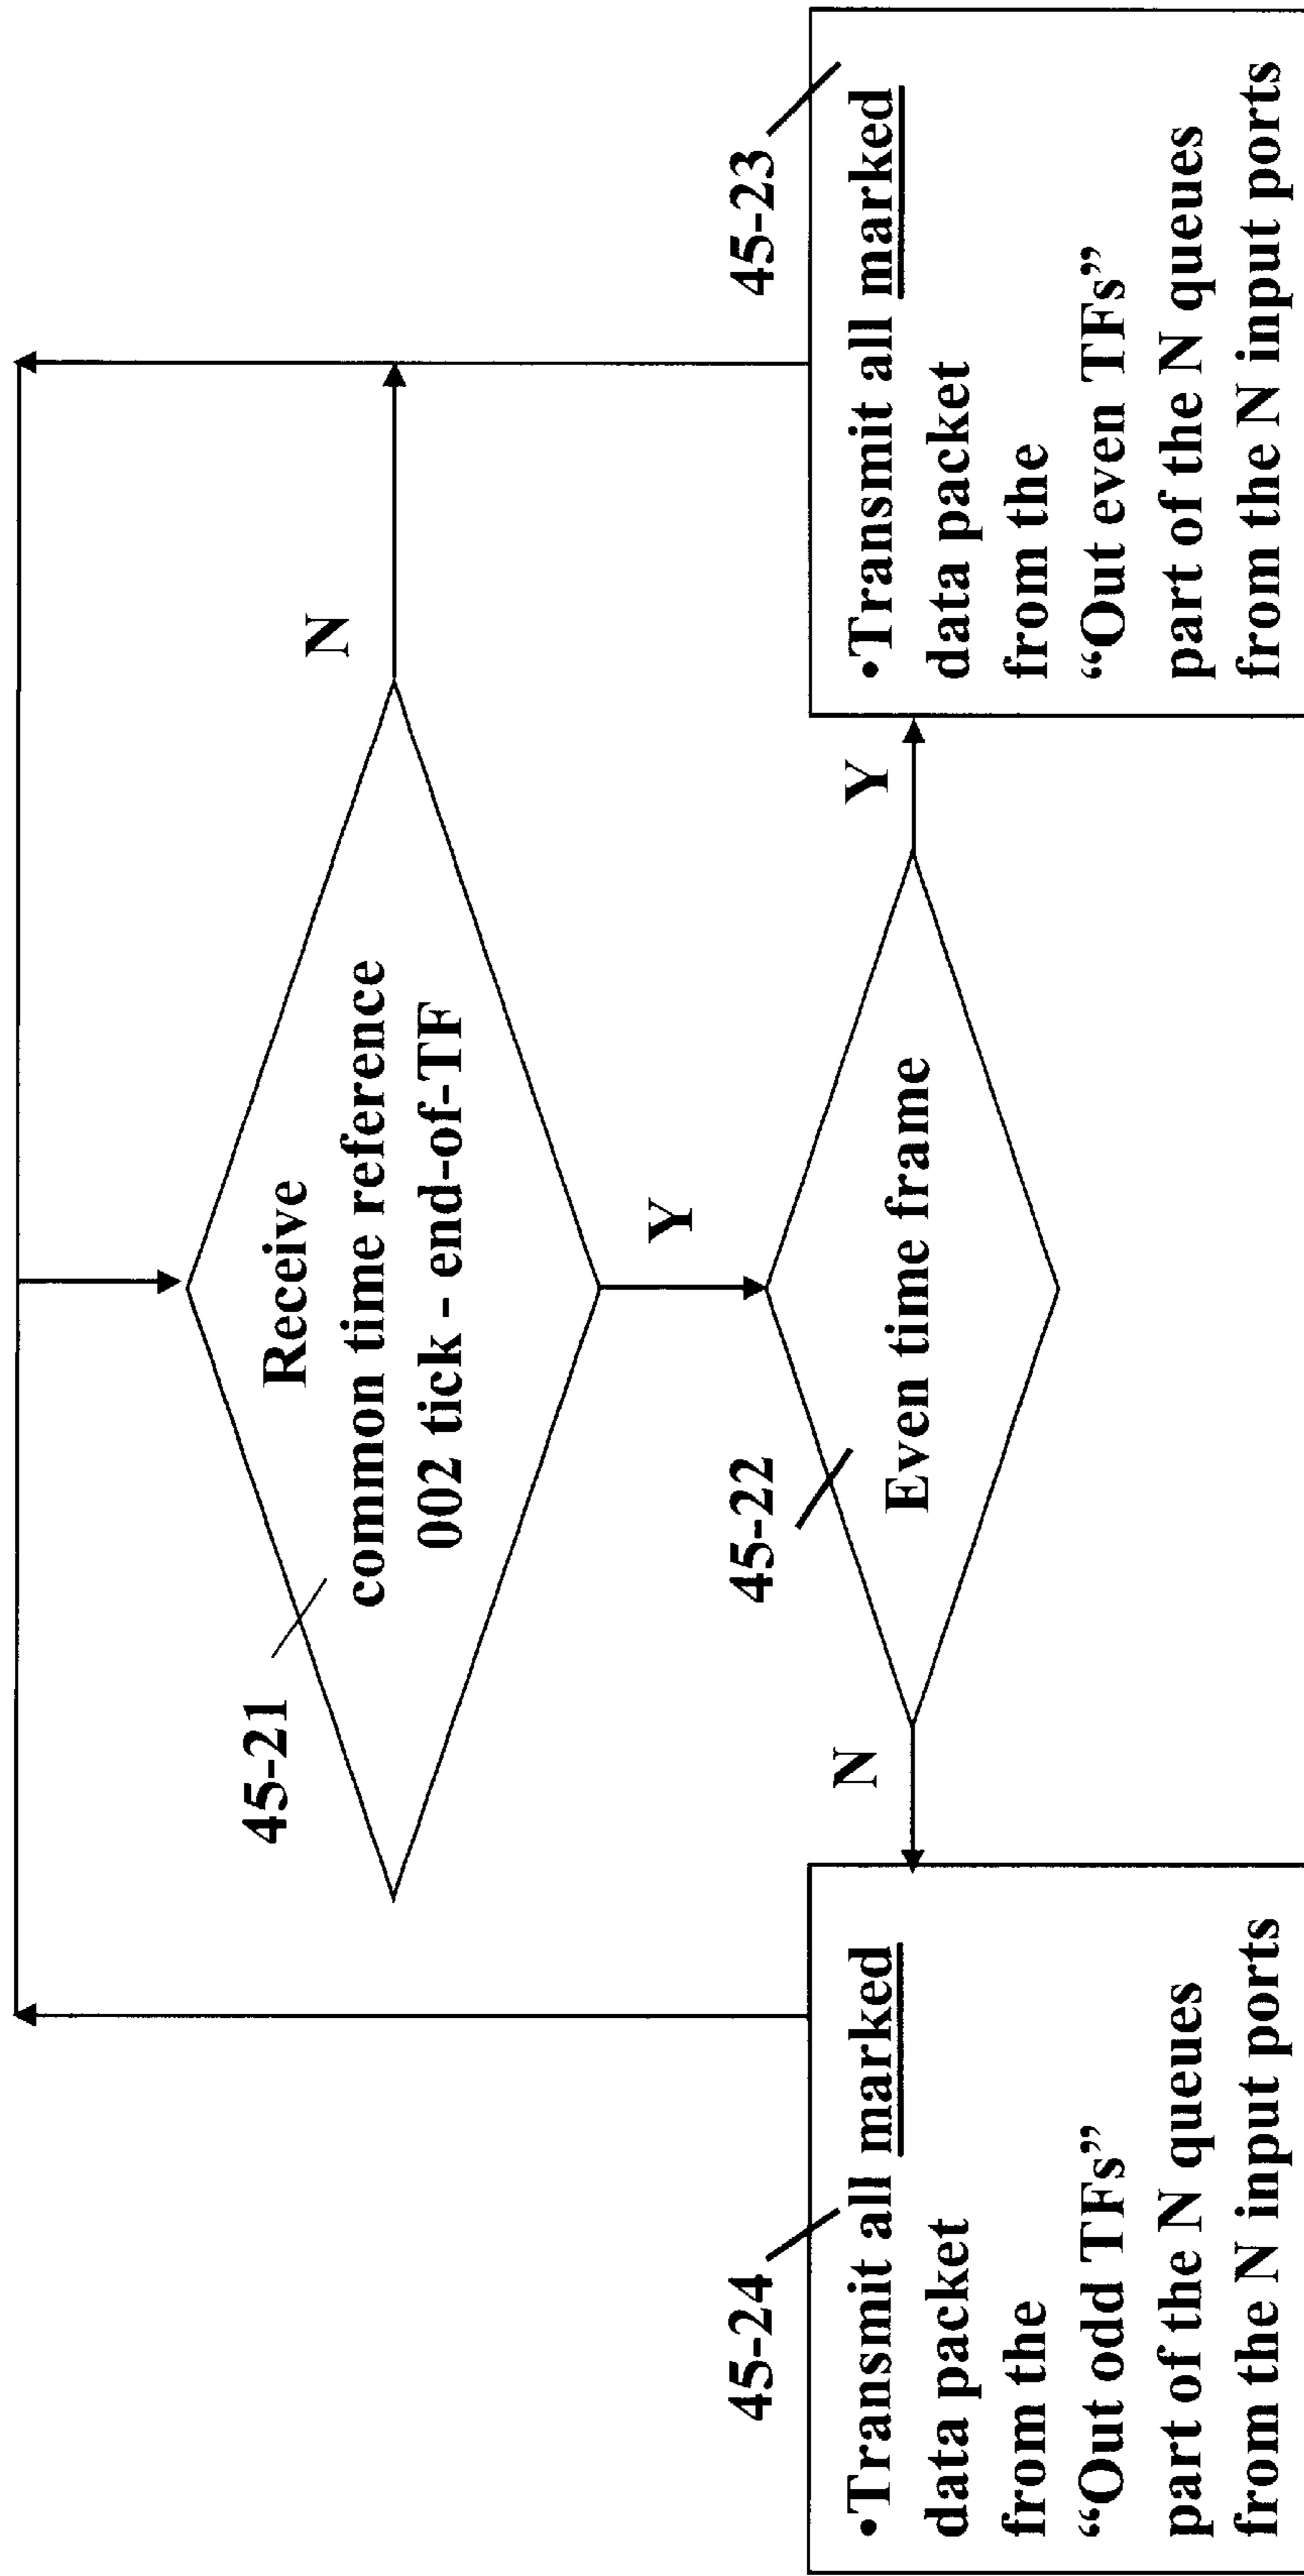 45-21
Receive
common time reference
002 tick - end-of-TF
N
Y
45-22
Even time frame
N
Y
45-24
•Transmit all marked
data packet
from the
“Out odd TFs”
part of the N queues
from the N input ports
45-23
•Transmit all marked
data packet
from the
“Out even TFs”
part of the N queues
from the N input ports